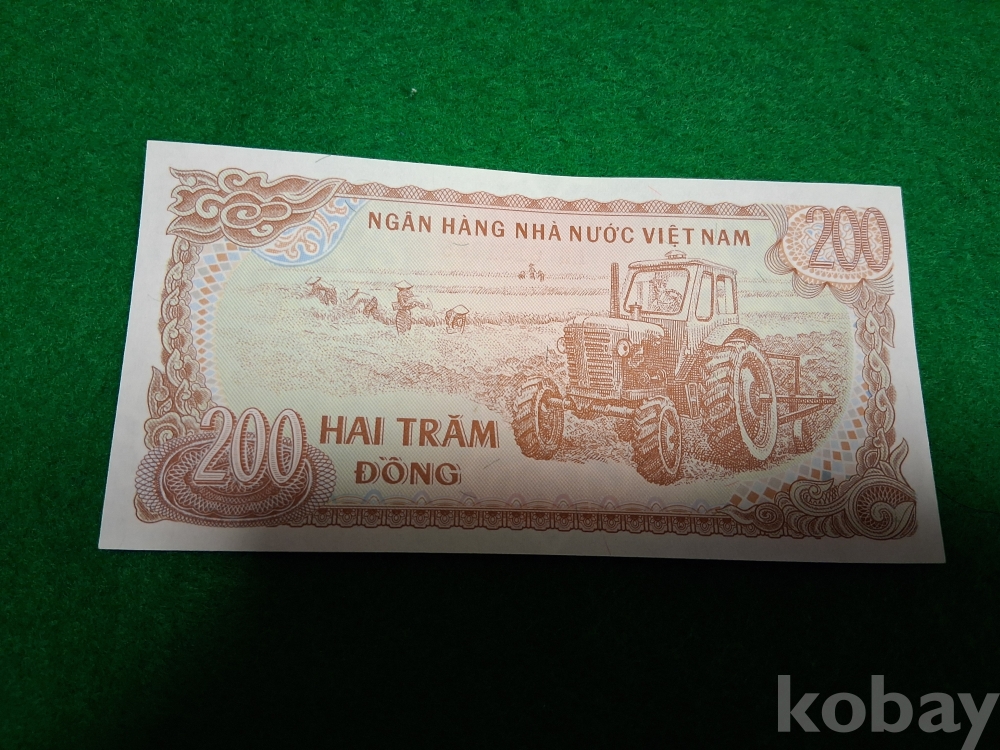 NGÂN HÀNG NHÀ NƯỚC VIỆT NAM
200
200
HAI TRĂM
ĐỒNG
kobay